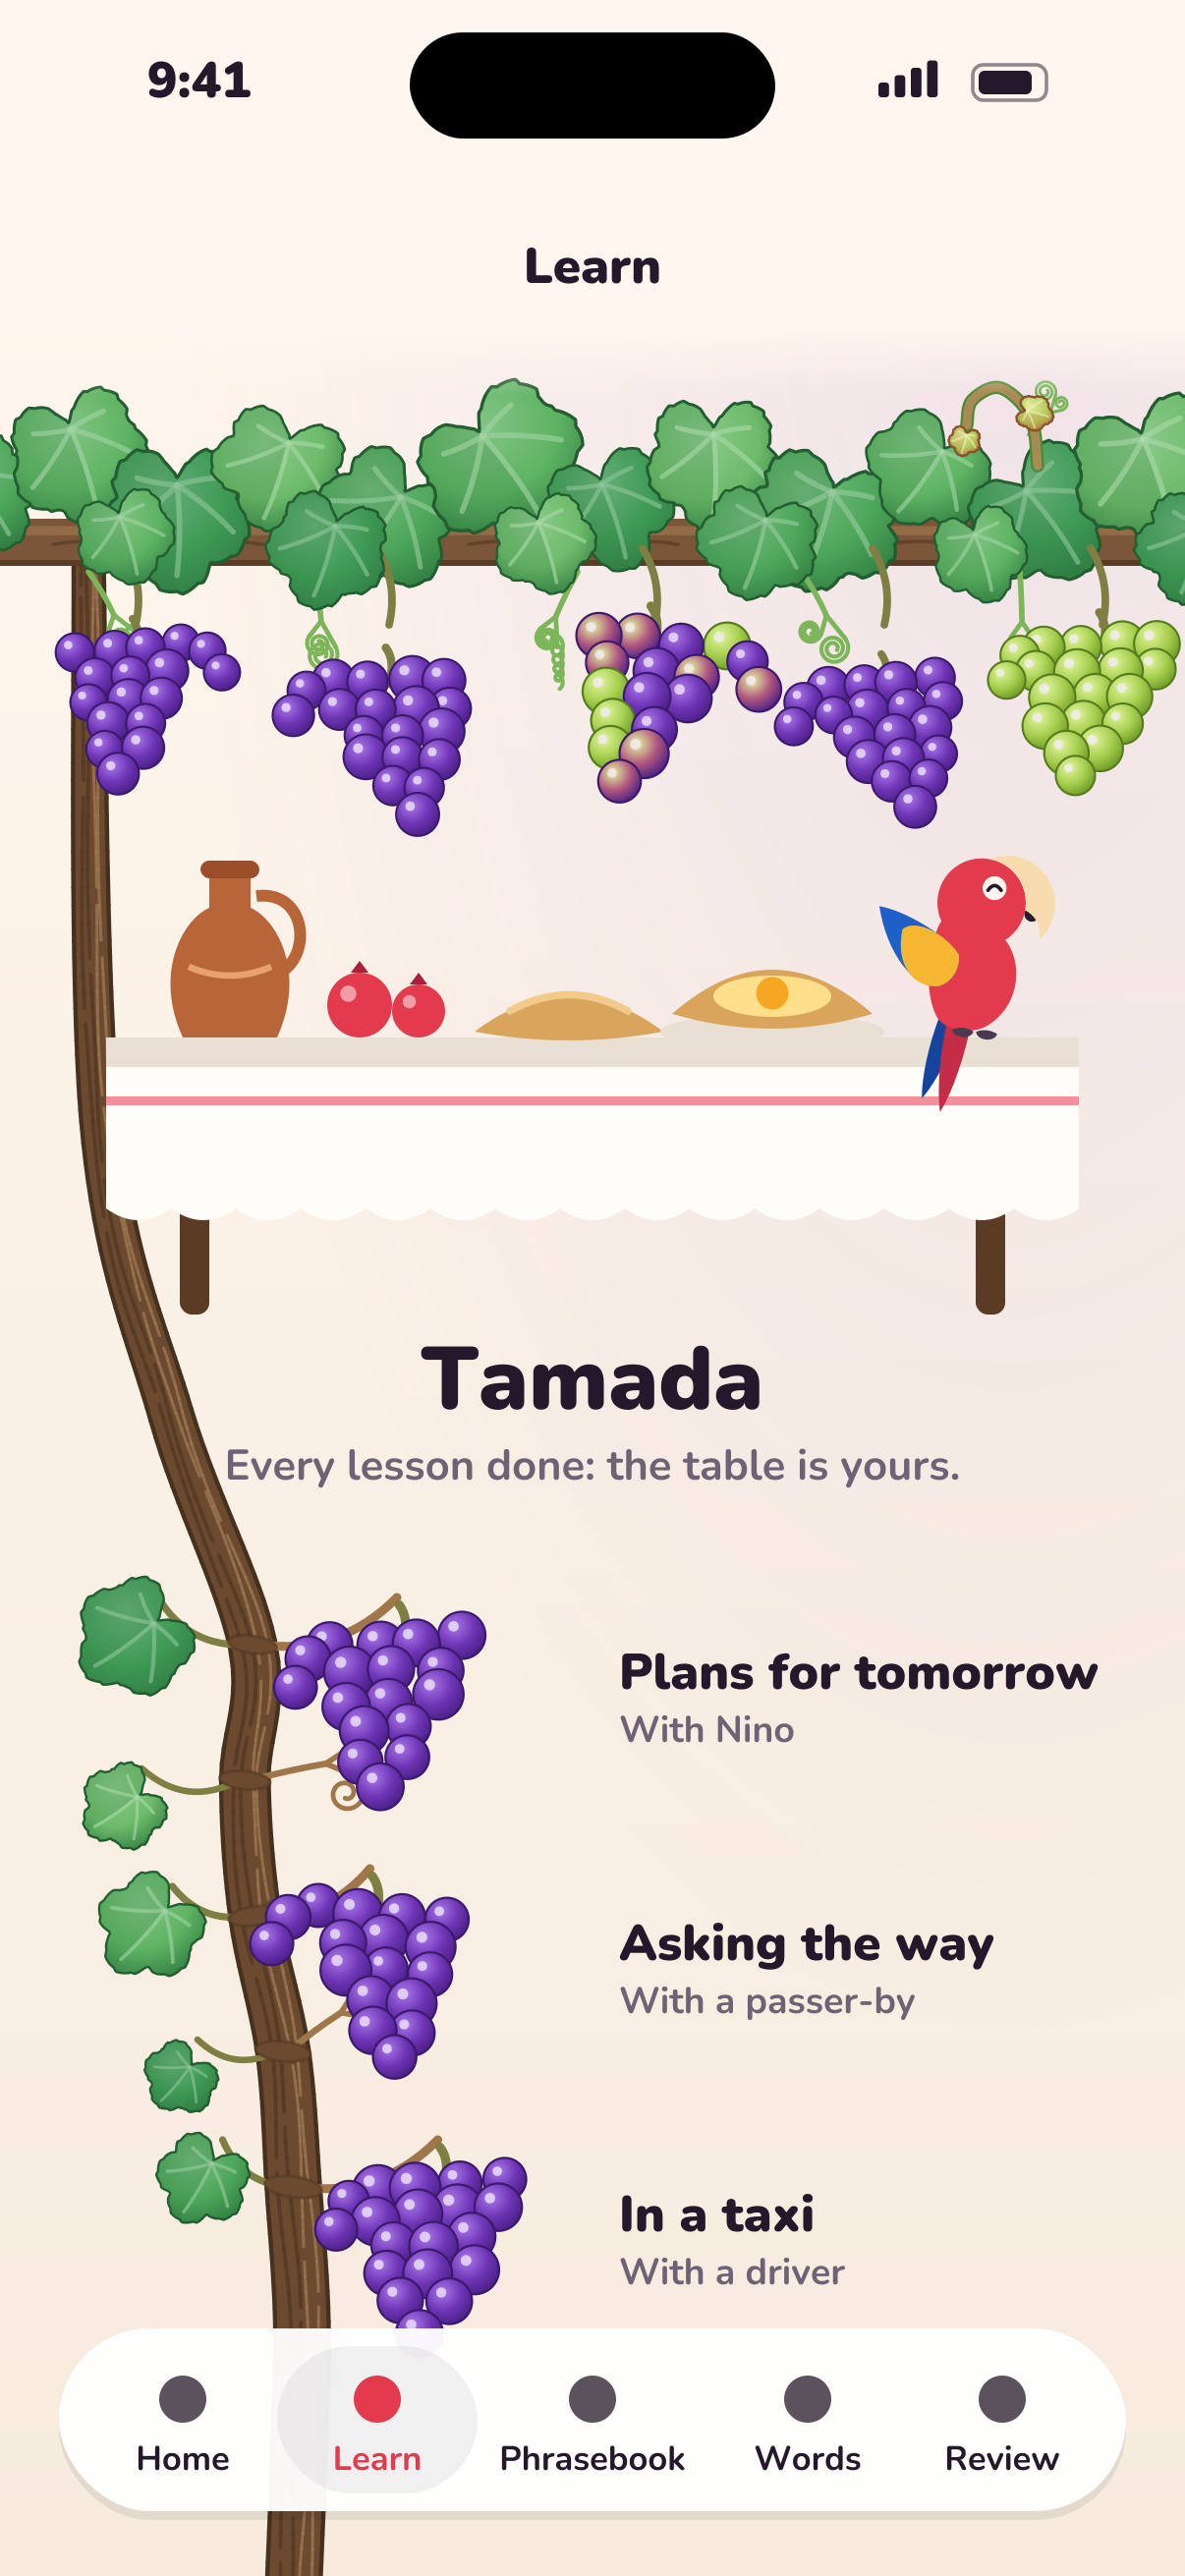 9:41
Learn
Tamada
Every lesson done: the table is yours.
Plans for tomorrow
With Nino
Asking the way
With a passer-by
In a taxi
With a driver
Home
Learn
Phrasebook
Words
Review